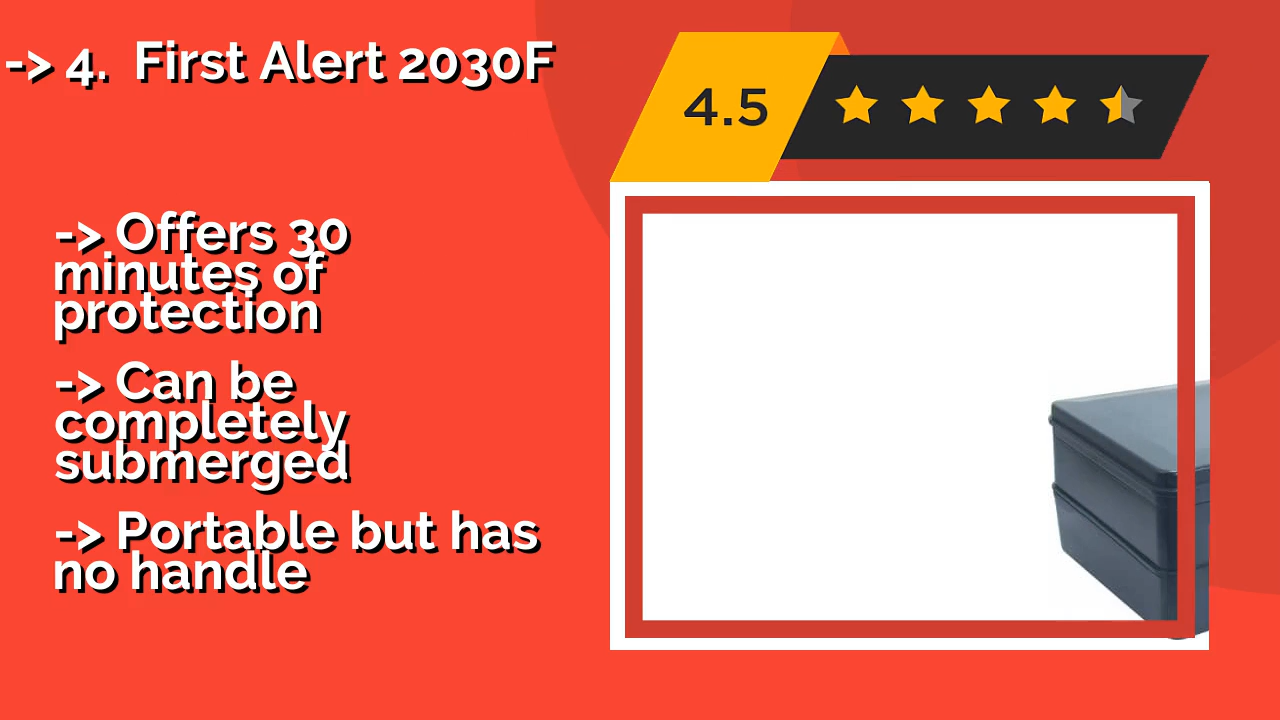 -> 4.  First Alert 2030F
4.5
-> Offers 30
minutes of
protection
-> Can be
completely
submerged
-> Portable but has
no handle